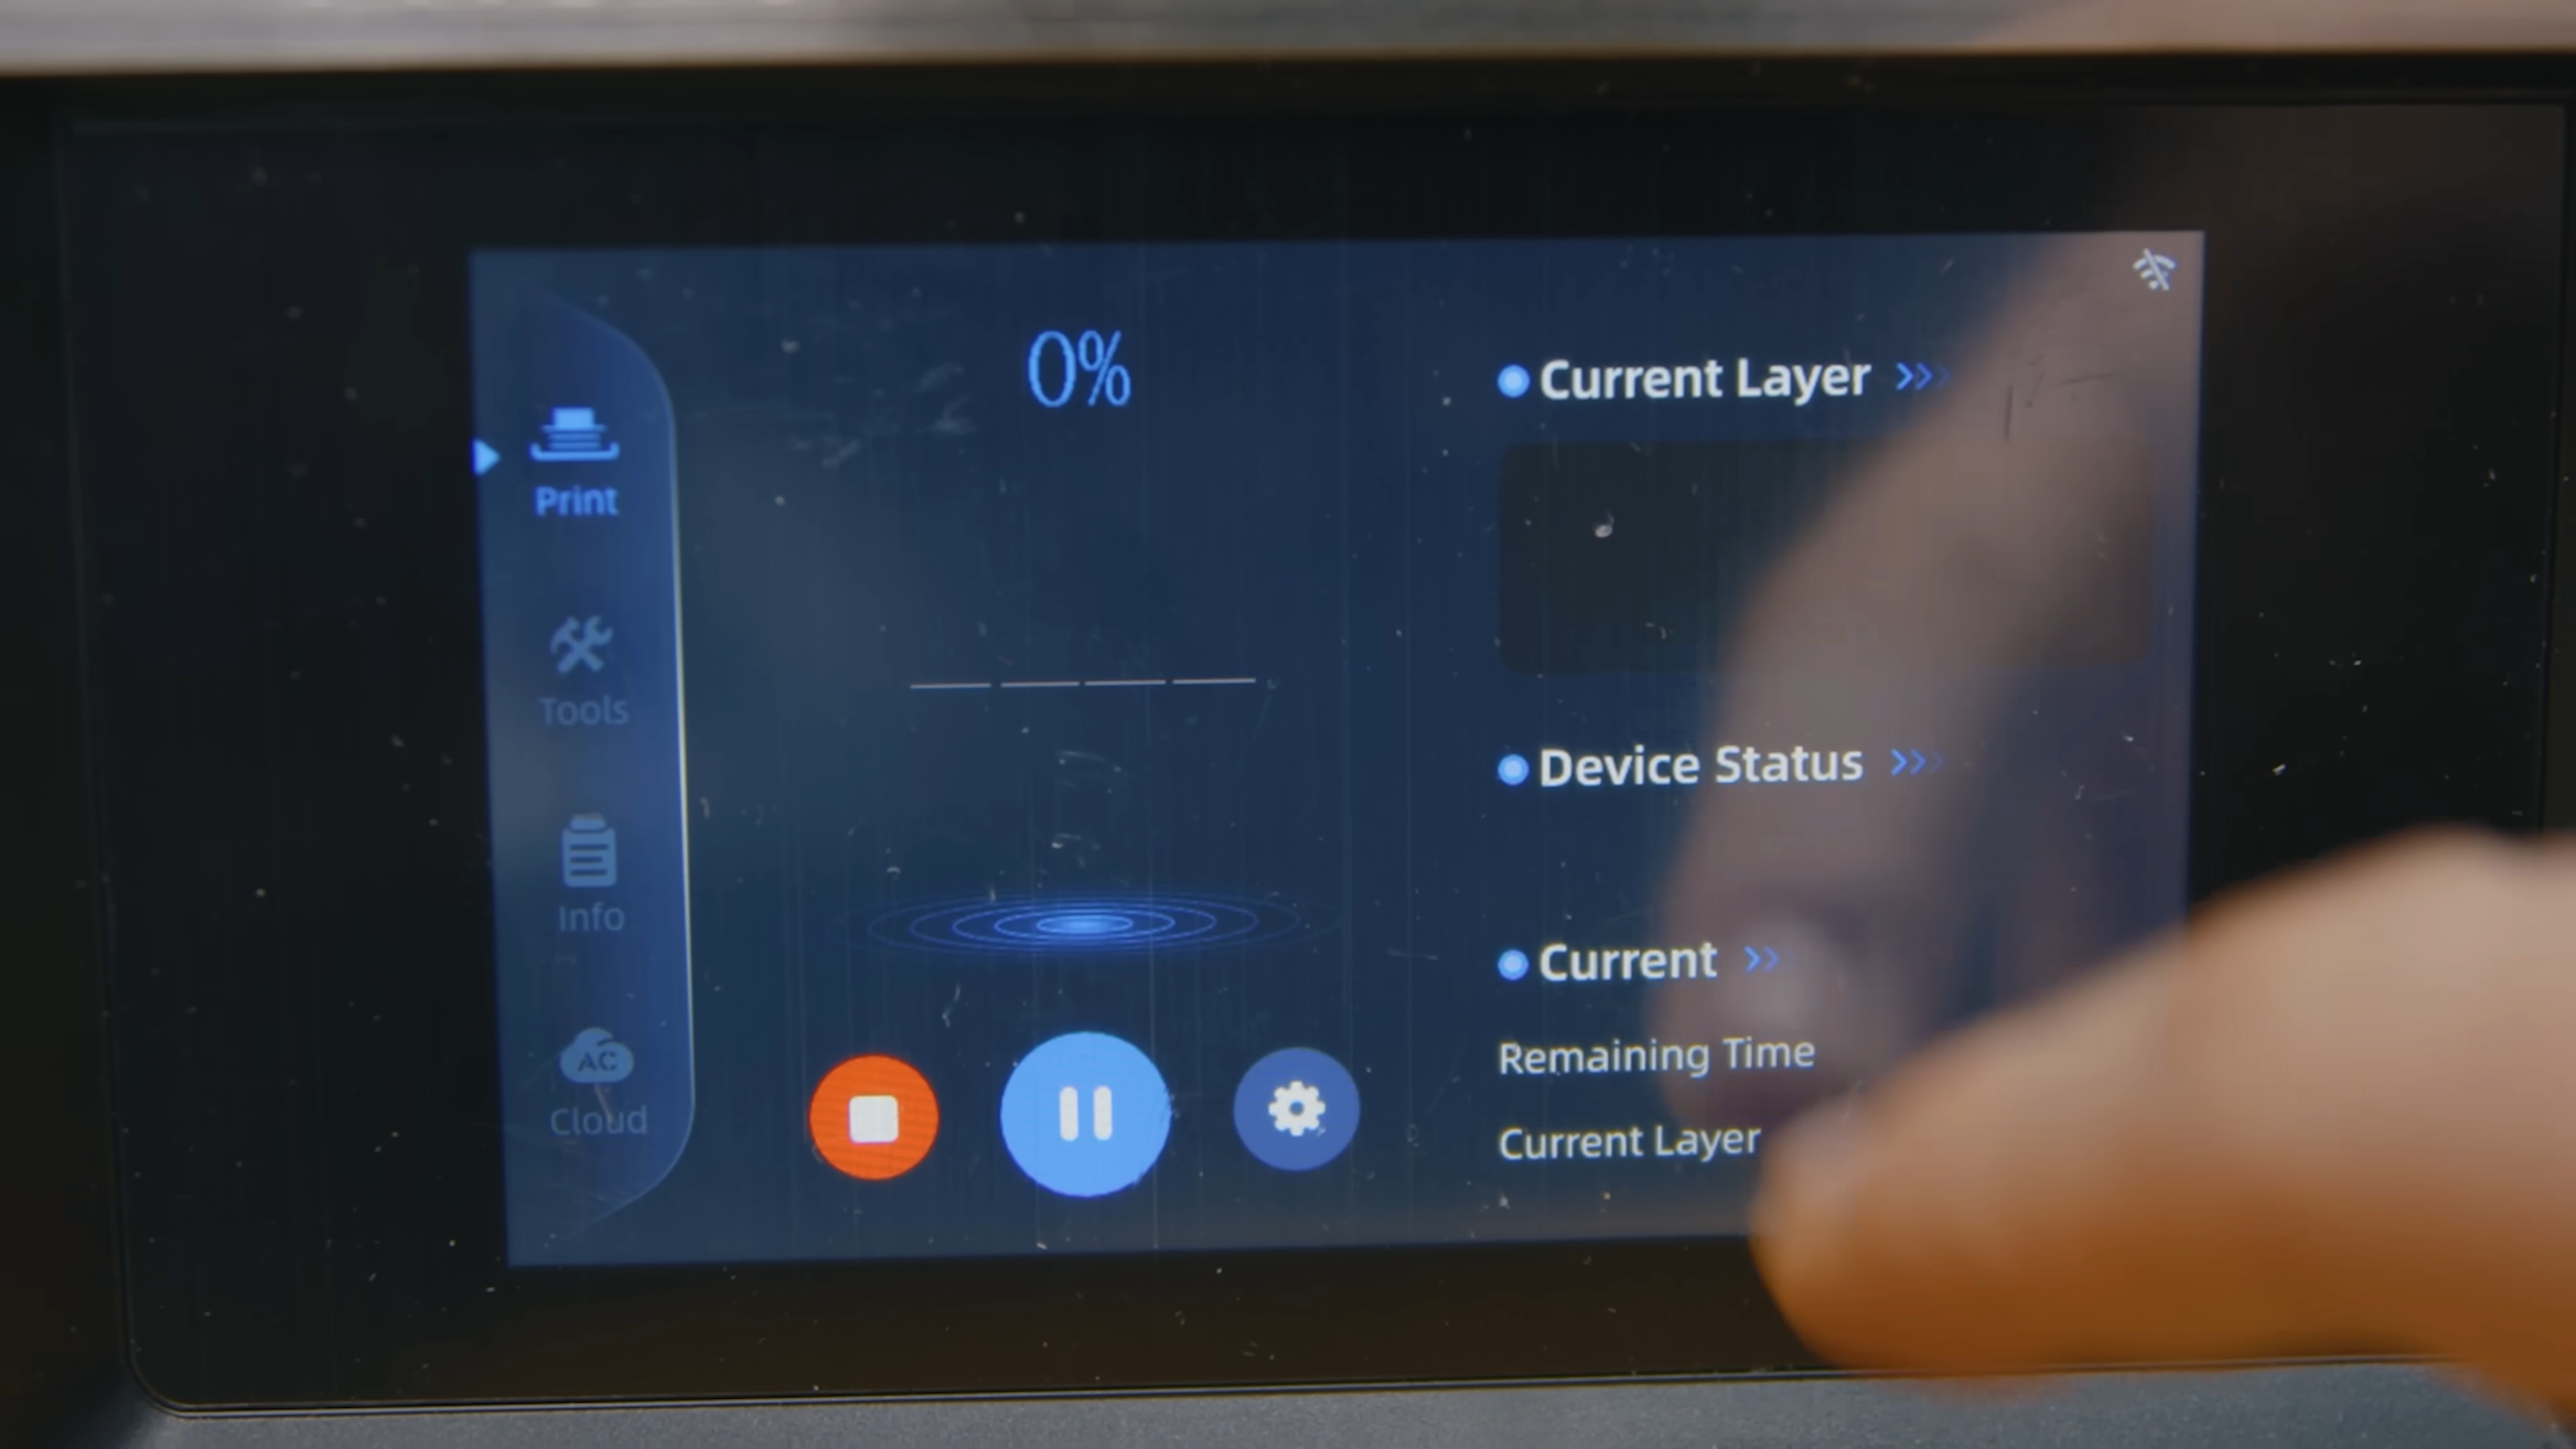 0%
Print
Tools
Info
AC
Cloud
Current Layer
Device Status
Current
Remaining Time
Current Layer